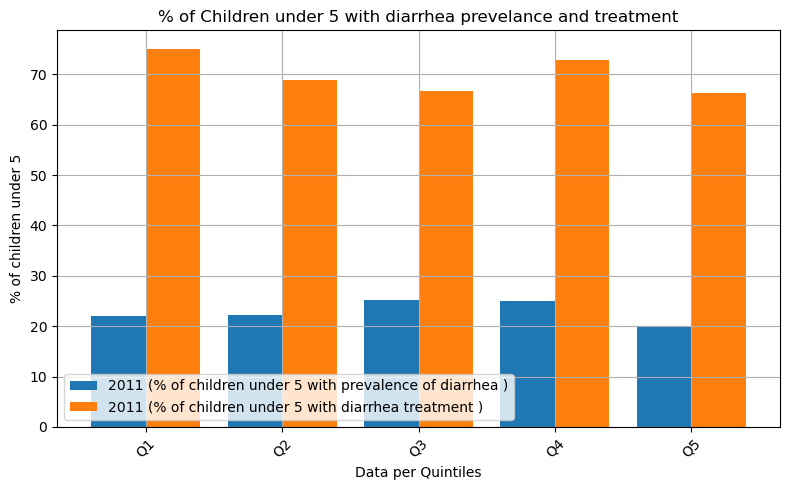 % of Children under 5 with diarrhea prevelance and treatment
% of children under 5
70
60
50
40
30
20
10
0
2011 (% of children under 5 with prevalence of diarrhea )
2011 (% of children under 5 with diarrhea treatment )
Q1
Q2
Q3
Q4
Q5
Data per Quintiles